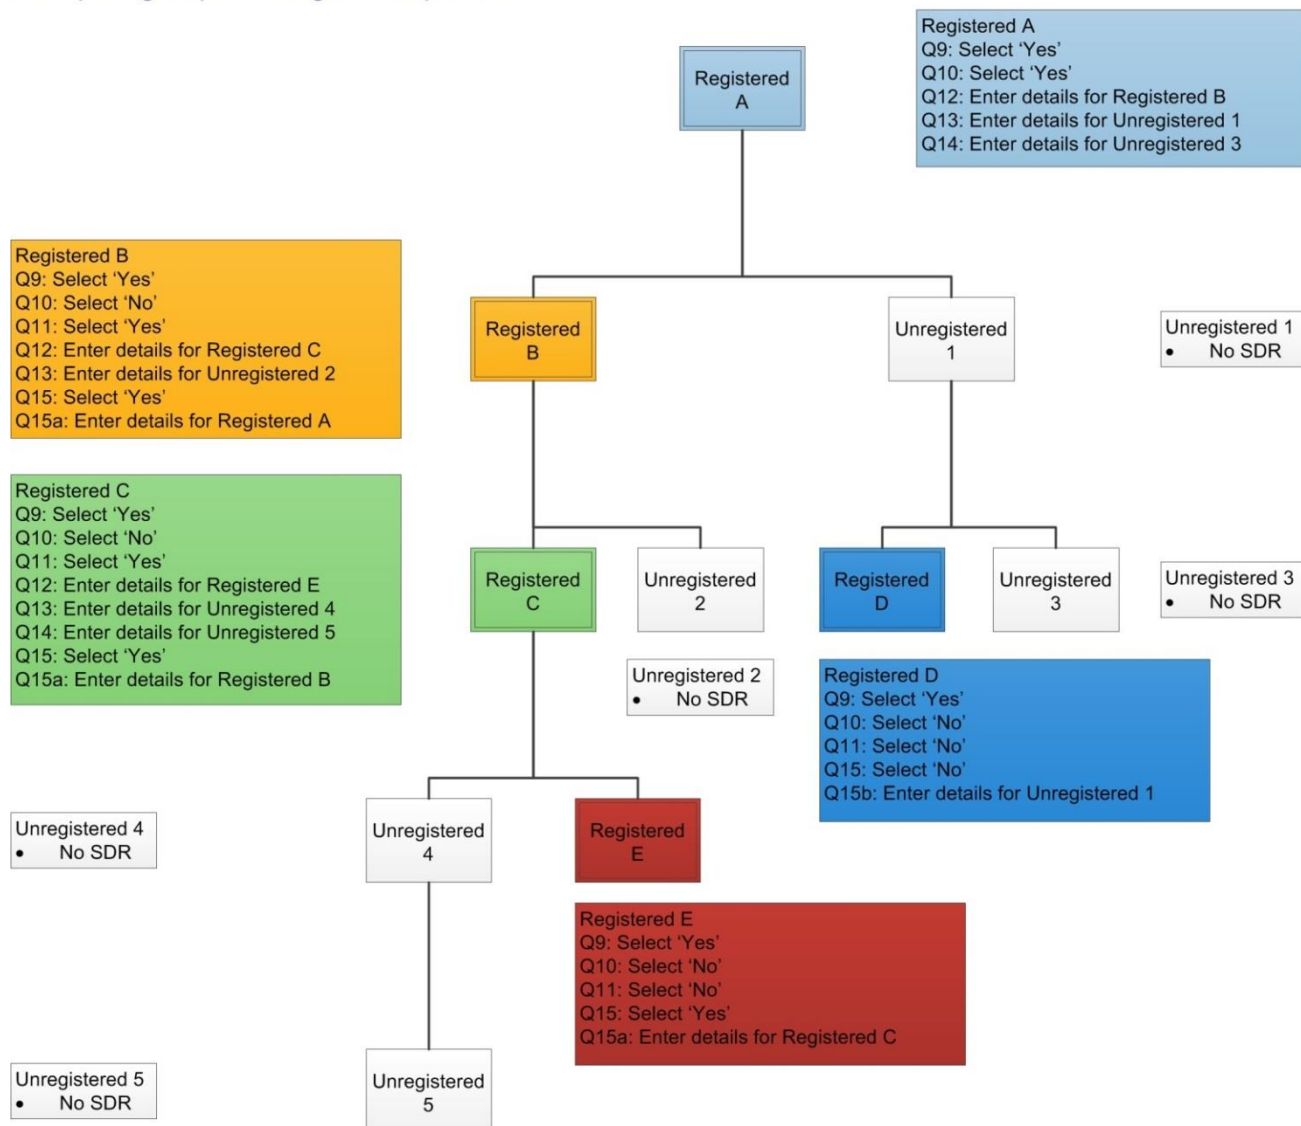 Registered A
Q9: Select ‘Yes’
Q10: Select ‘Yes’
Q12: Enter details for Registered B
Q13: Enter details for Unregistered 1
Q14: Enter details for Unregistered 3
Registered
A
Registered B
Q9: Select ‘Yes’
Q10: Select ‘No’
Q11: Select ‘Yes’
Q12: Enter details for Registered C
Q13: Enter details for Unregistered 2
Q15: Select ‘Yes’
Q15a: Enter details for Registered A
Registered
B
Unregistered
1
Unregistered 1
• No SDR
Registered C
Q9: Select ‘Yes’
Q10: Select ‘No’
Q11: Select ‘Yes’
Q12: Enter details for Registered E
Q13: Enter details for Unregistered 4
Q14: Enter details for Unregistered 5
Q15: Select ‘Yes’
Q15a: Enter details for Registered B
Registered
C
Unregistered
2
Registered
D
Unregistered
3
Unregistered 3
• No SDR
Unregistered 2
• No SDR
Registered D
Q9: Select ‘Yes’
Q10: Select ‘No’
Q11: Select ‘No’
Q15: Select ‘No’
Q15b: Enter details for Unregistered 1
Unregistered 4
• No SDR
Unregistered
4
Registered
E
Registered E
Q9: Select ‘Yes’
Q10: Select ‘No’
Q11: Select ‘No’
Q15: Select ‘Yes’
Q15a: Enter details for Registered C
Unregistered 5
• No SDR
Unregistered
5